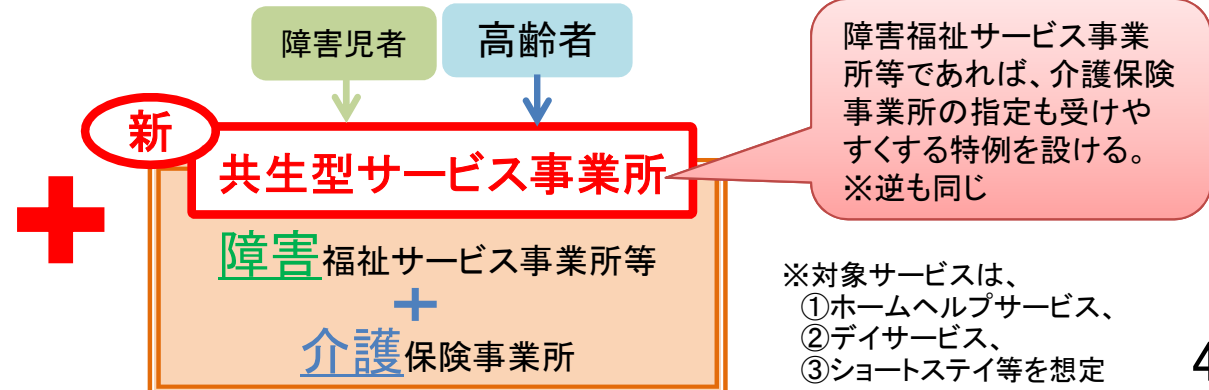 障害児者
高齢者
新
共生型サービス事業所
障害福祉サービス事業所等
+
介護保険事業所
障害福祉サービス事業
所等であれば、介護保険
事業所の指定も受けや
すくする特例を設ける。
※逆も同じ
※対象サービスは、
①ホームヘルプサービス、
②デイサービス、
③ショートステイ等を想定
4